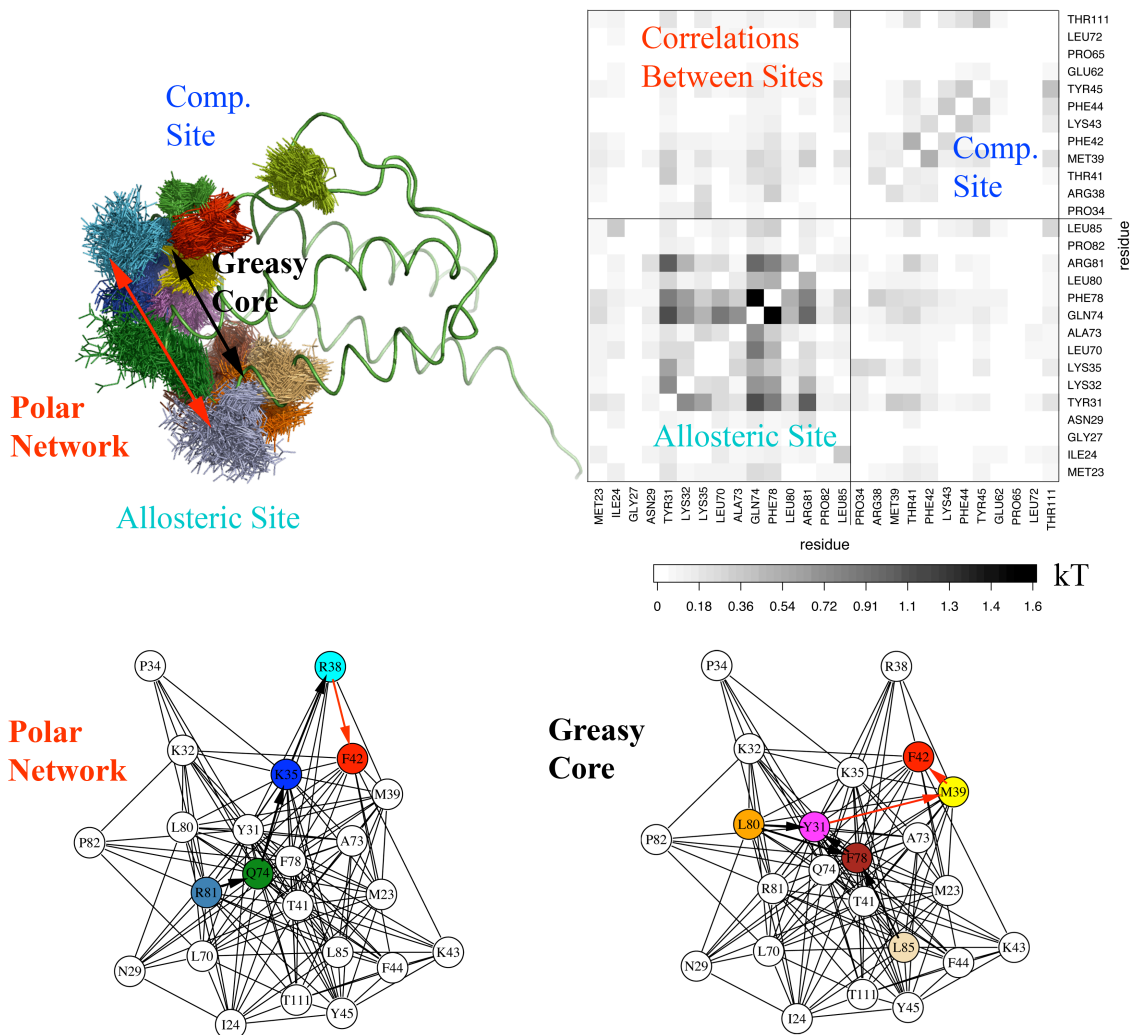 Comp.
Site
Greasy
Core
Polar
Network
Allosteric Site
Correlations
Between Sites
Comp.
Site
Allosteric Site
THR111
LEU72
PRO65
GLU62
TYR45
PHE44
LYS43
PHE42
MET39
THR41
ARG38
PRO34
LEU85
PRO82
ARG81
LEU80
PHE78
GLN74
ALA73
LEU70
LYS35
LYS32
TYR31
ASN29
GLY27
ILE24
MET23
residue
MET23
ILE24
GLY27
ASN29
TYR31
LYS32
LYS35
LEU70
ALA73
GLN74
PHE78
LEU80
ARG81
PRO82
LEU85
PRO34
ARG38
MET39
THR41
PHE42
LYS43
PHE44
TYR45
GLU62
PRO65
LEU72
THR111
residue
kT
0 0.18 0.36 0.54 0.72 0.91 1.1 1.3 1.4 1.6
Polar
Network
P34
R38
K32
F42
K35
M39
L80
Y31
P82
A73
F78
Q74
R81
M23
T41
L70
L85
K43
N29
F44
T111
Y45
I24
Greasy
Core
P34
R38
K32
F42
K35
M39
L80
Y31
P82
A73
F78
Q74
R81
M23
T41
L70
L85
K43
N29
F44
T111
Y45
I24